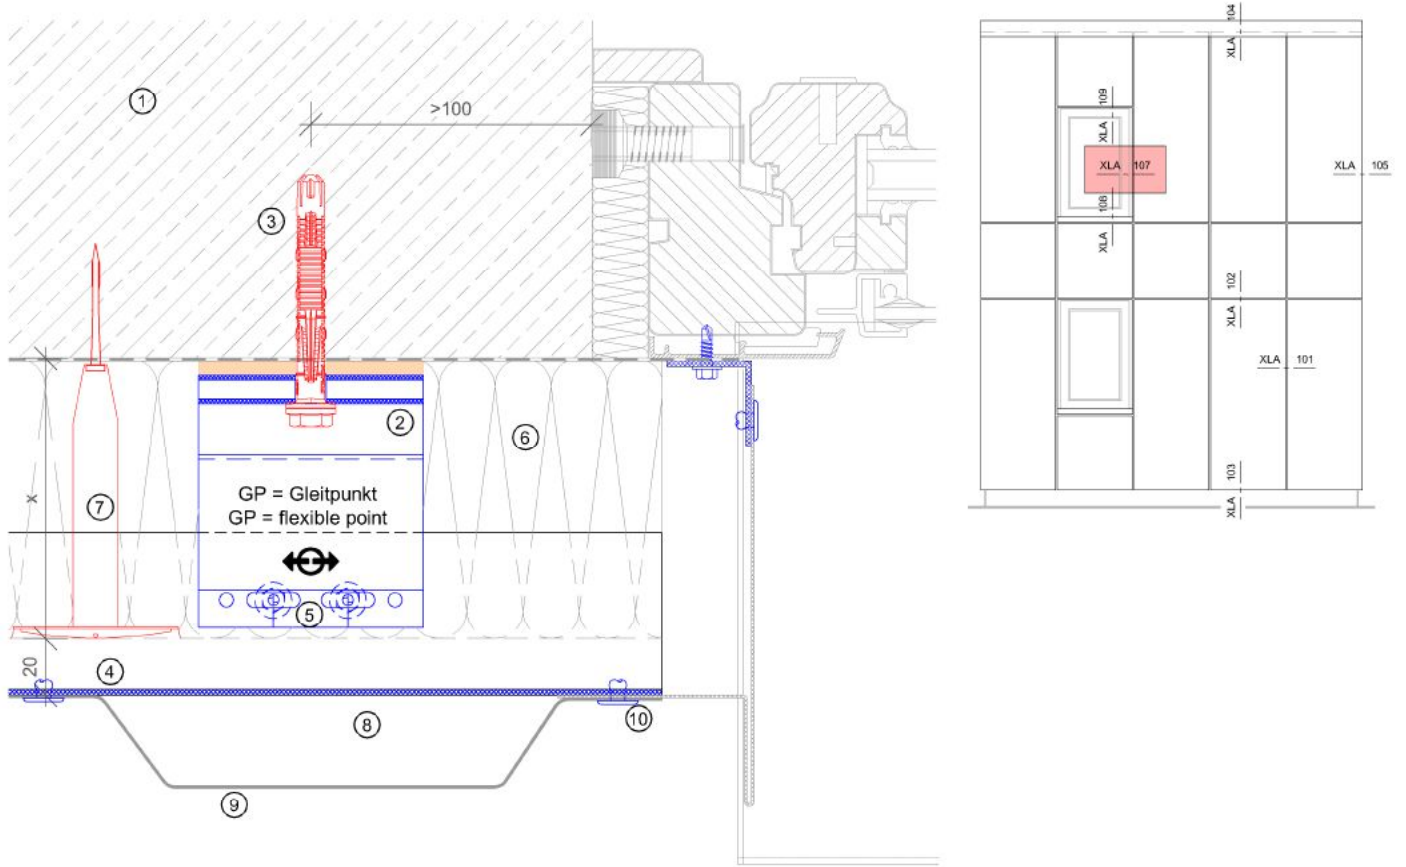 1
>100
3
2
6
x
7
GP = Gleitpunkt
GP = flexible point
5
20
4
8
10
9
104
XLA
109
XLA
XLA 107
108
XLA
XLA 105
102
XLA
XLA 101
103
XLA